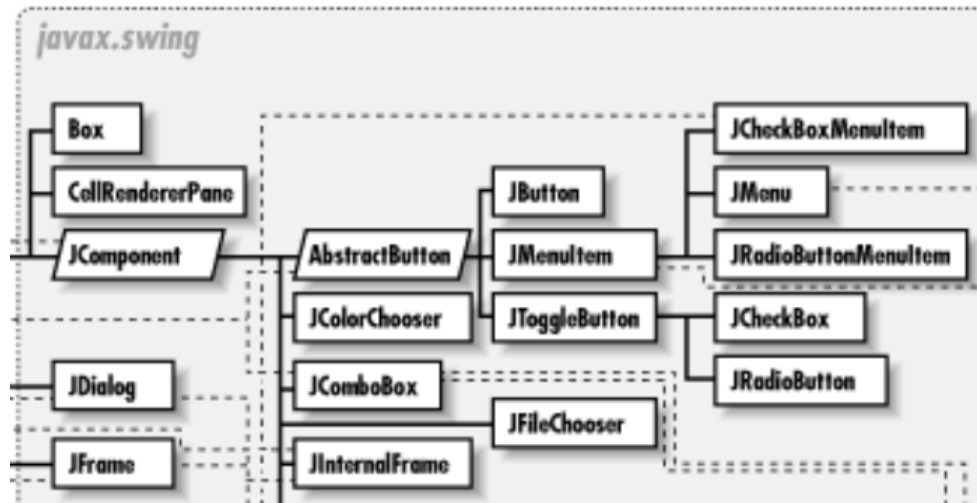 javax.swing
Box
CellRendererPane
JComponent
JDialog
JFrame
AbstractButton
JColorChooser
JComboBox
JInternalFrame
JButton
JMenuItem
JToggleButton
JFileChooser
JCheckBoxMenuItem
JMenu
JRadioButtonMenuItem
JCheckBox
JRadioButton